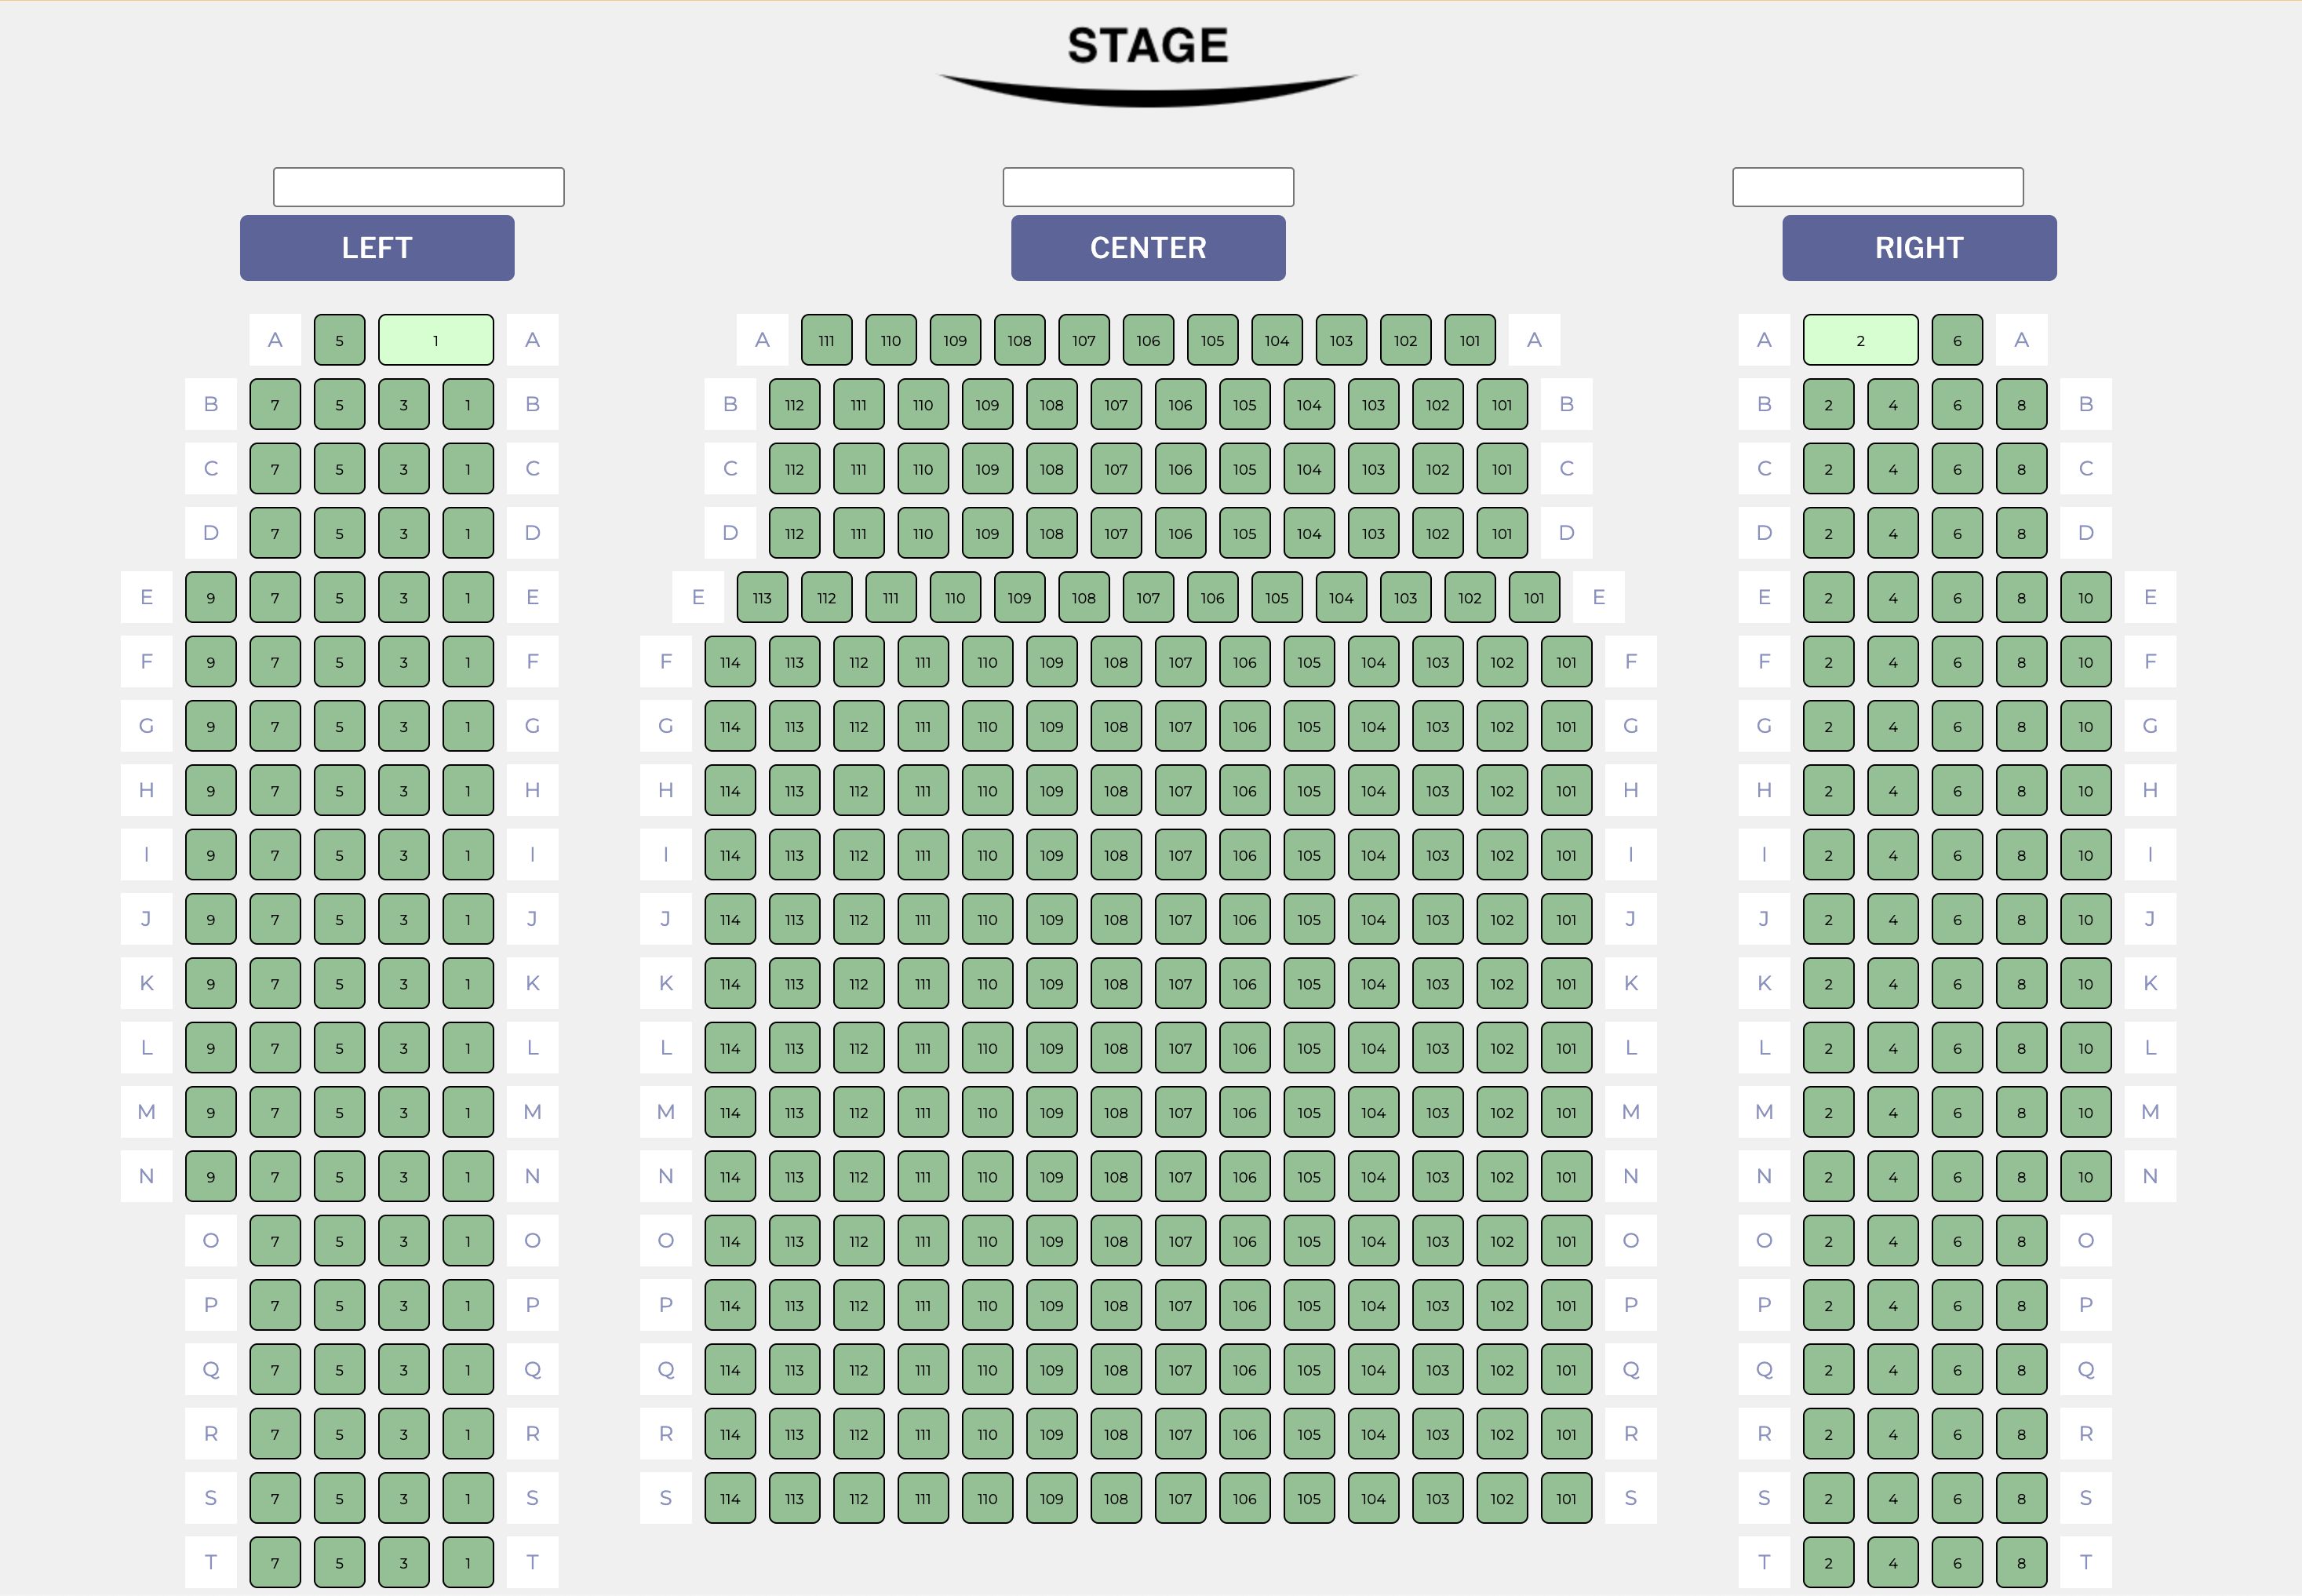 STAGE
LEFT CENTER RIGHT
A 5 1 A A 111 110 109 108 107 106 105 104 103 102 101 A A 2 6 A
B 7 5 3 1 B B 112 111 110 109 108 107 106 105 104 103 102 101 B B 2 4 6 8 B
C 7 5 3 1 C C 112 111 110 109 108 107 106 105 104 103 102 101 C C 2 4 6 8 C
D 7 5 3 1 D D 112 111 110 109 108 107 106 105 104 103 102 101 D D 2 4 6 8 D
E 9 7 5 3 1 E E 113 112 111 110 109 108 107 106 105 104 103 102 101 E E 2 4 6 8 10 E
F 9 7 5 3 1 F F 114 113 112 111 110 109 108 107 106 105 104 103 102 101 F F 2 4 6 8 10 F
G 9 7 5 3 1 G G 114 113 112 111 110 109 108 107 106 105 104 103 102 101 G G 2 4 6 8 10 G
H 9 7 5 3 1 H H 114 113 112 111 110 109 108 107 106 105 104 103 102 101 H H 2 4 6 8 10 H
I 9 7 5 3 1 I I 114 113 112 111 110 109 108 107 106 105 104 103 102 101 I I 2 4 6 8 10 I
J 9 7 5 3 1 J J 114 113 112 111 110 109 108 107 106 105 104 103 102 101 J J 2 4 6 8 10 J
K 9 7 5 3 1 K K 114 113 112 111 110 109 108 107 106 105 104 103 102 101 K K 2 4 6 8 10 K
L 9 7 5 3 1 L L 114 113 112 111 110 109 108 107 106 105 104 103 102 101 L L 2 4 6 8 10 L
M 9 7 5 3 1 M M 114 113 112 111 110 109 108 107 106 105 104 103 102 101 M M 2 4 6 8 10 M
N 9 7 5 3 1 N N 114 113 112 111 110 109 108 107 106 105 104 103 102 101 N N 2 4 6 8 10 N
O 7 5 3 1 O O 114 113 112 111 110 109 108 107 106 105 104 103 102 101 O O 2 4 6 8 O
P 7 5 3 1 P P 114 113 112 111 110 109 108 107 106 105 104 103 102 101 P P 2 4 6 8 P
Q 7 5 3 1 Q Q 114 113 112 111 110 109 108 107 106 105 104 103 102 101 Q Q 2 4 6 8 Q
R 7 5 3 1 R R 114 113 112 111 110 109 108 107 106 105 104 103 102 101 R R 2 4 6 8 R
S 7 5 3 1 S S 114 113 112 111 110 109 108 107 106 105 104 103 102 101 S S 2 4 6 8 S
T 7 5 3 1 T T 2 4 6 8 T